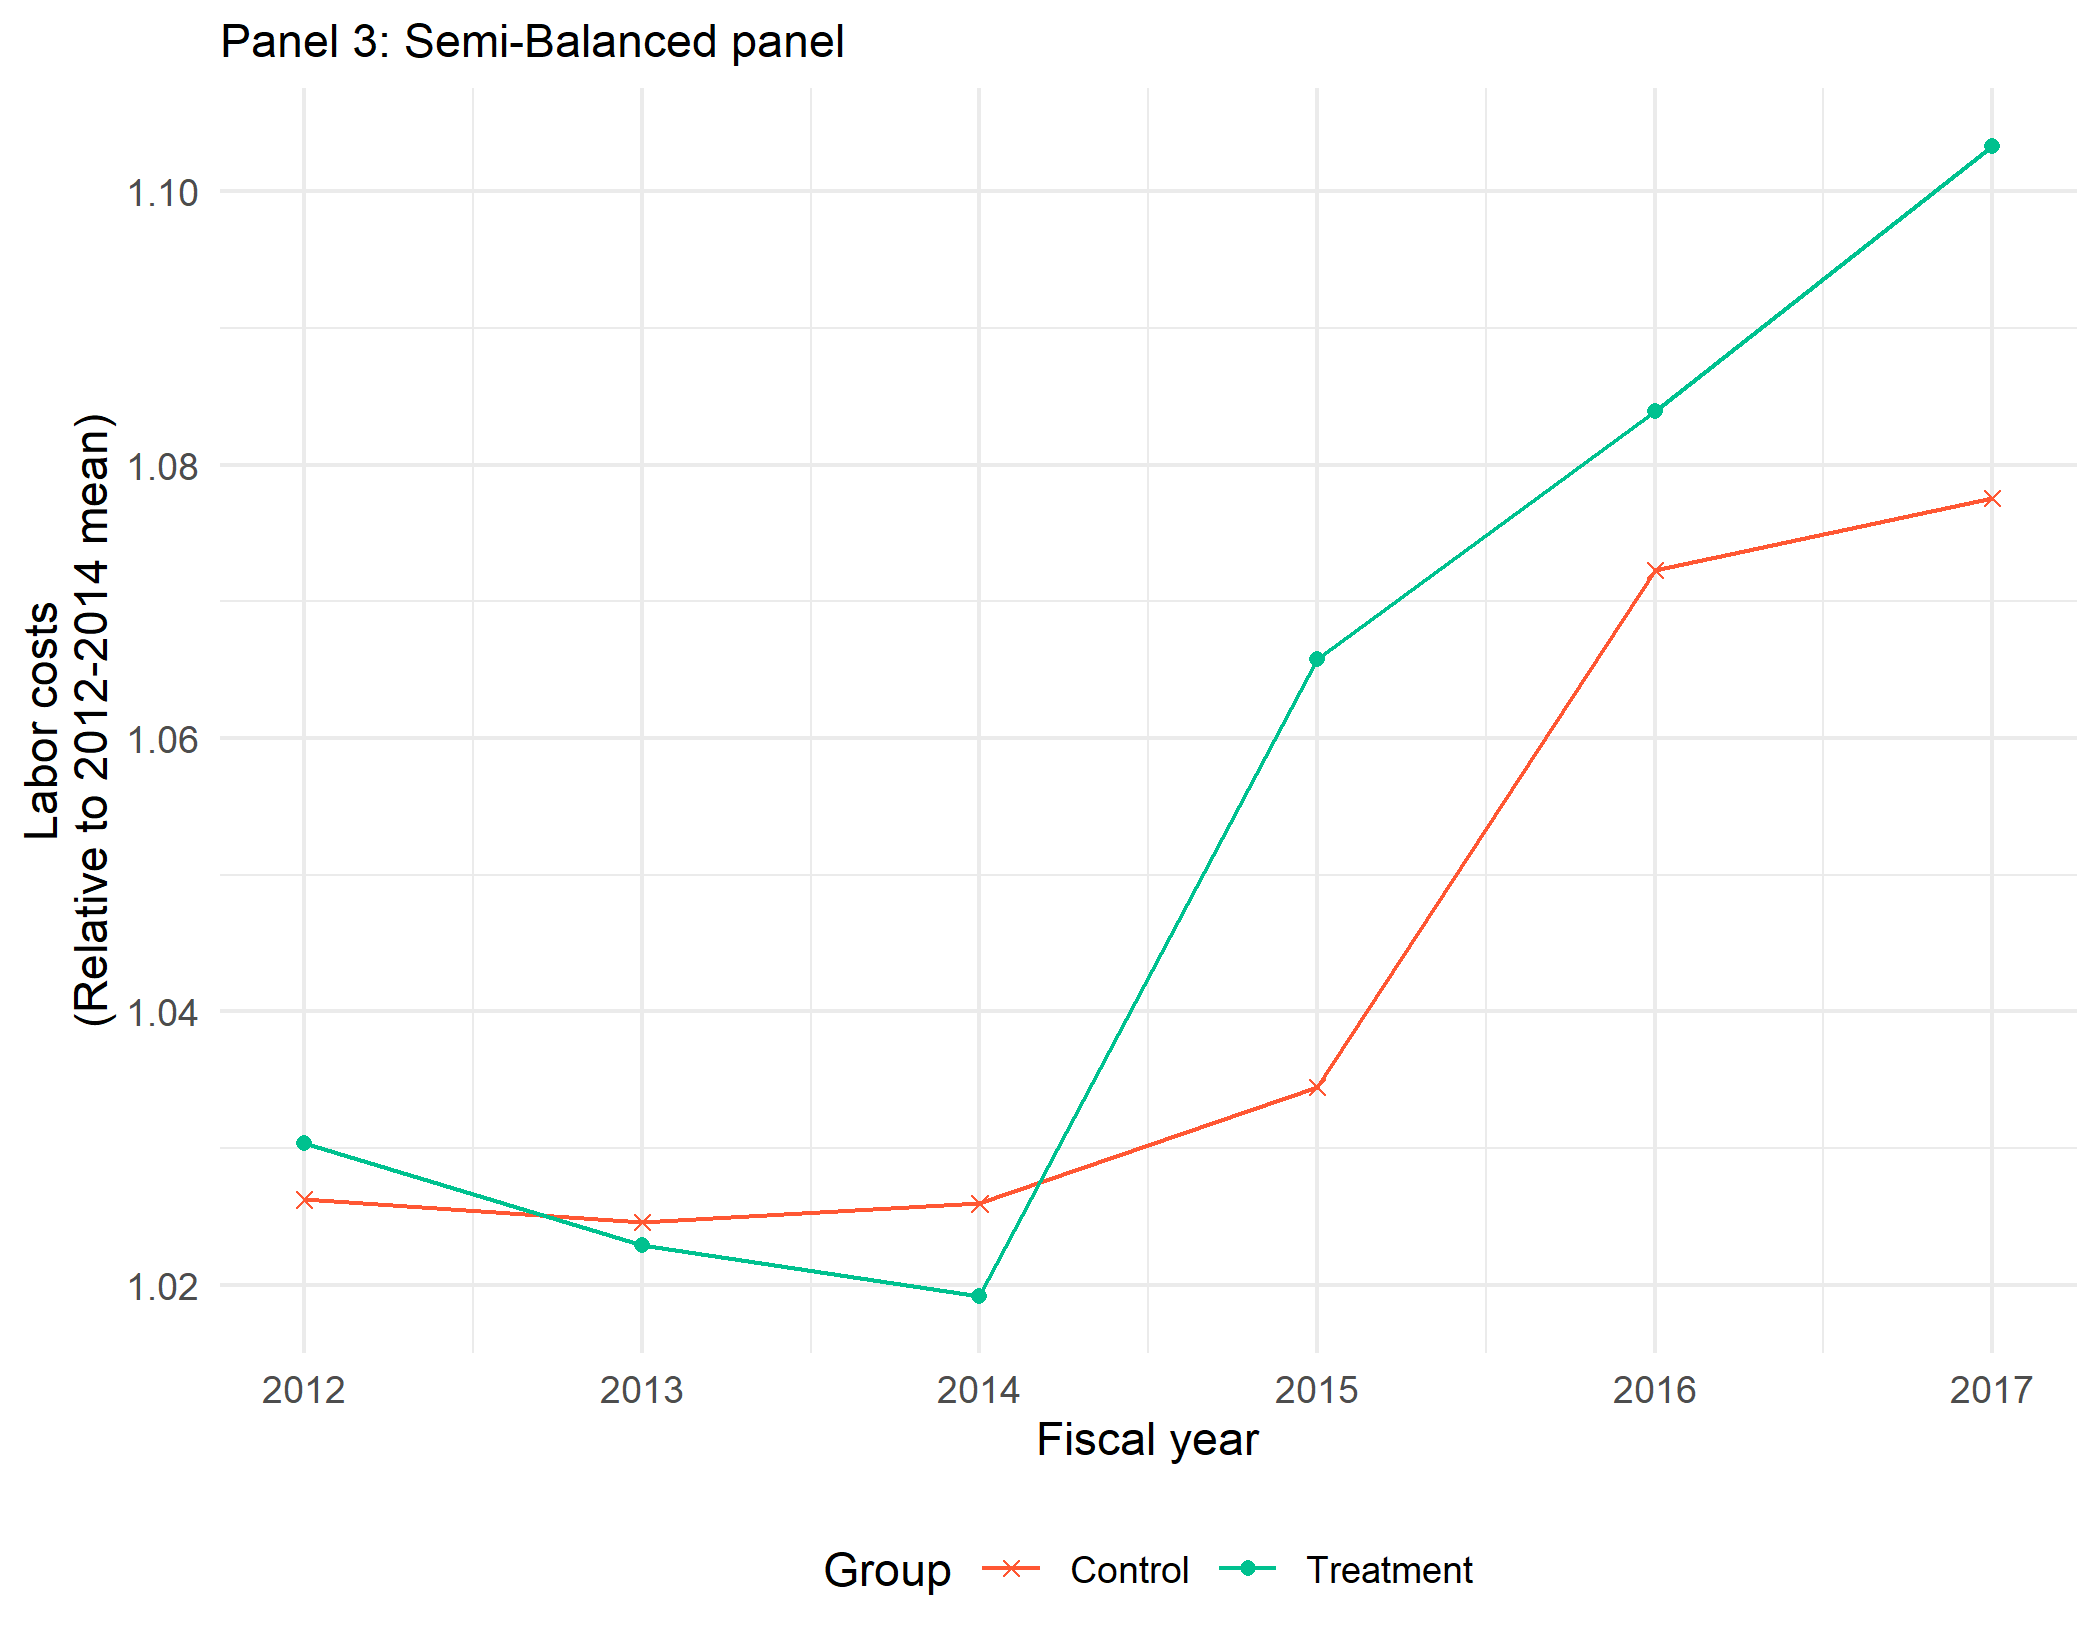 Panel 3: Semi-Balanced panel
Labor costs
(Relative to 2012-2014 mean)
1.10
1.08
1.06
1.04
1.02
2012 2013 2014 2015 2016 2017
Fiscal year
Group Control Treatment